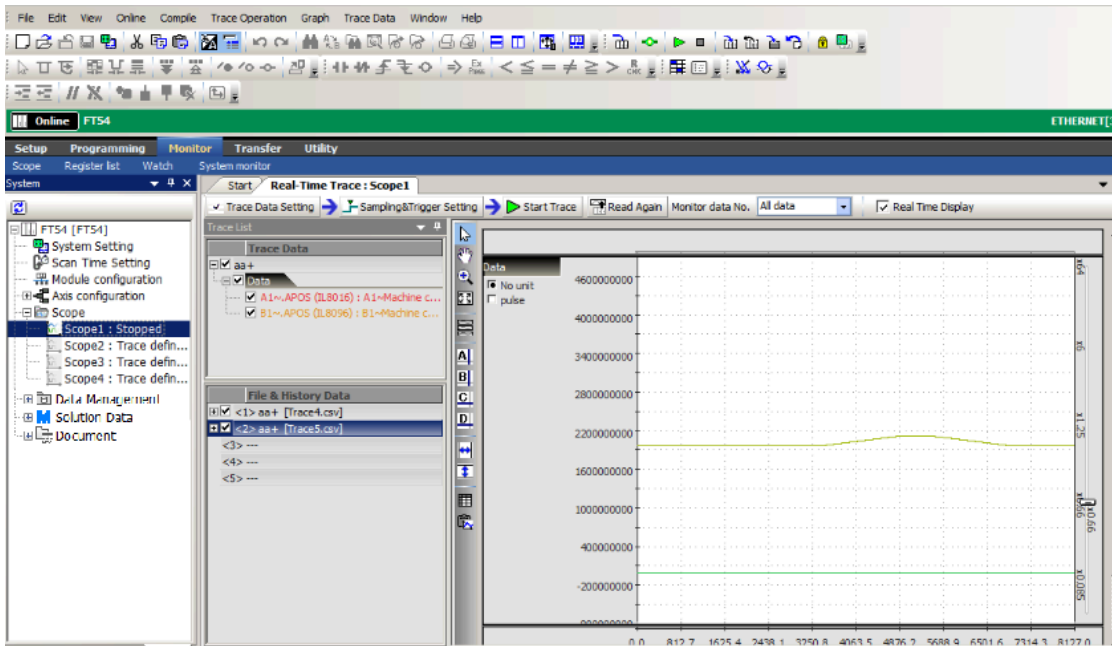 File Edit View Online Compile Trace Operation Graph Trace Data Window Help
Online FT54
ETHERNET[
Setup Programming Monitor Transfer Utility
Scope Register list Watch System monitor
System
Start Real-Time Trace : Scope1
Trace Data Setting Sampling&Trigger Setting Start Trace Read Again Monitor data No. All data Real Time Display
FT54 [FT54]
System Setting
Scan Time Setting
Module configuration
Axis configuration
Scope
Scope1 : Stopped
Scope2 : Trace defin...
Scope3 : Trace defin...
Scope4 : Trace defin...
Data Management
Solution Data
Document
Trace List
Trace Data
aa+
Data
A1~.APOS (IL8016) : A1~Machine c...
B1~.APOS (IL8096) : B1~Machine c...
File & History Data
<1> aa+ [Trace4.csv]
<2> aa+ [Trace5.csv]
<3> ---
<4> ---
<5> ---
A
B
C
D
Data
No unit
pulse
4600000000
4000000000
3400000000
2800000000
2200000000
1600000000
1000000000
400000000
-200000000
x64
x6
x1.25
x0.66
x0.66
x0.085
0.0 812.7 1625.4 2438.1 3250.8 4063.5 4876.2 5688.9 6501.6 7314.3 8127.0